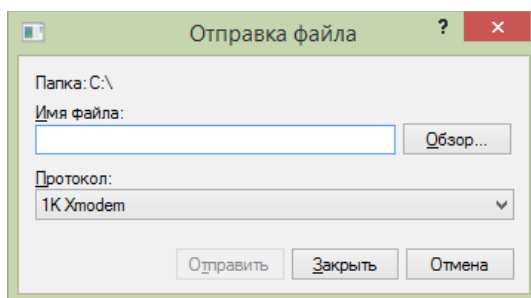 Отправка файла
Папка: C:\
Имя файла:
Обзор...
Протокол:
1K Xmodem
Отправить Закрыть Отмена